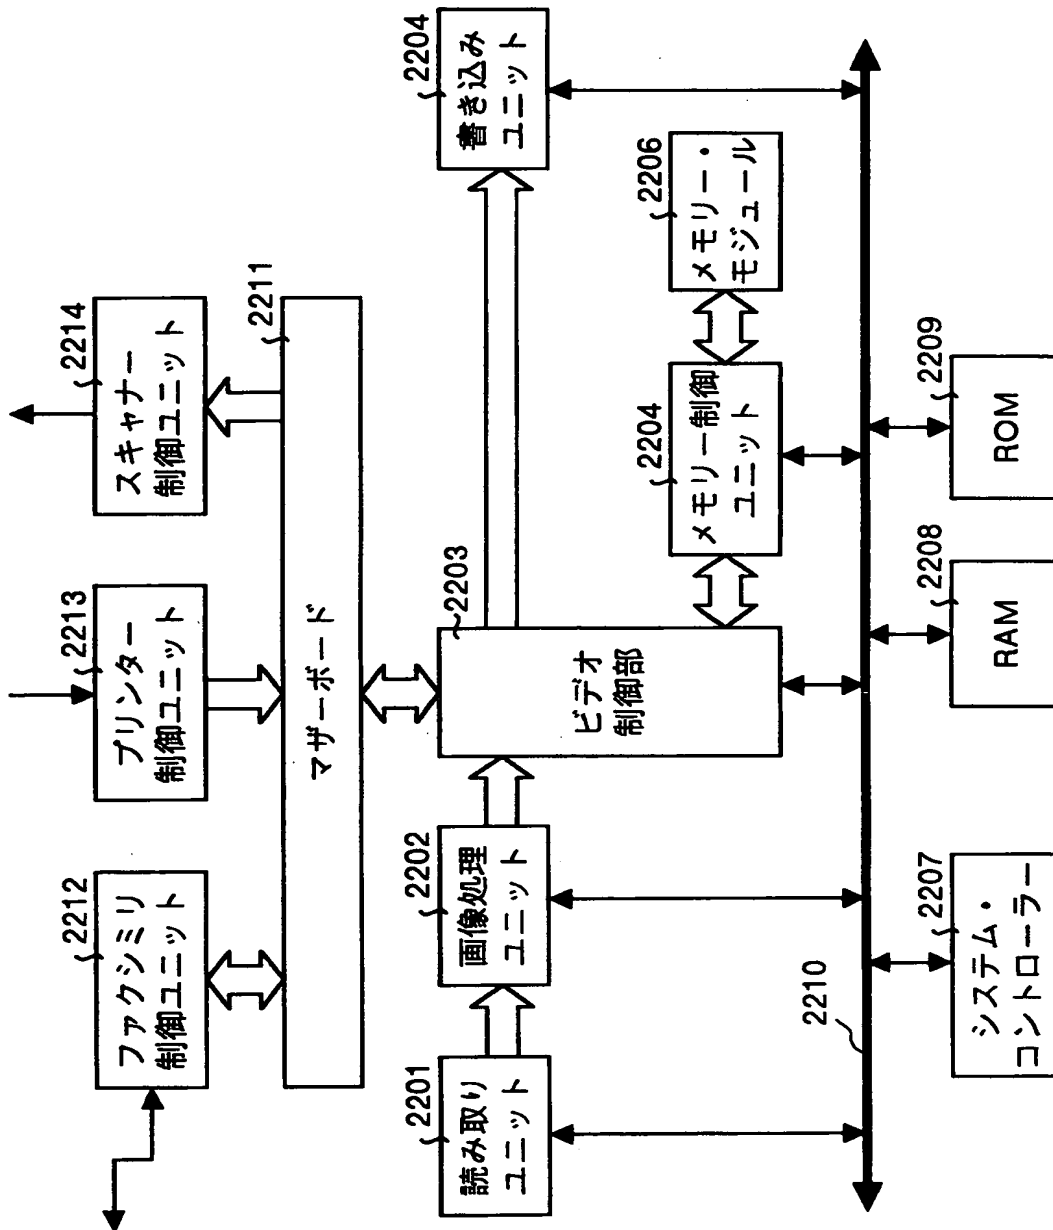 2212
ファクシミリ
制御ユニット
2213
プリンター
制御ユニット
2214
スキャナー
制御ユニット
2211
マザーボード
2201
読み取り
ユニット
2202
画像処理
ユニット
2203
ビデオ
制御部
2204
書き込み
ユニット
2204
メモリー制御
ユニット
2206
メモリー・
モジュール
2210
2207
システム・
コントローラー
2208
RAM
2209
ROM